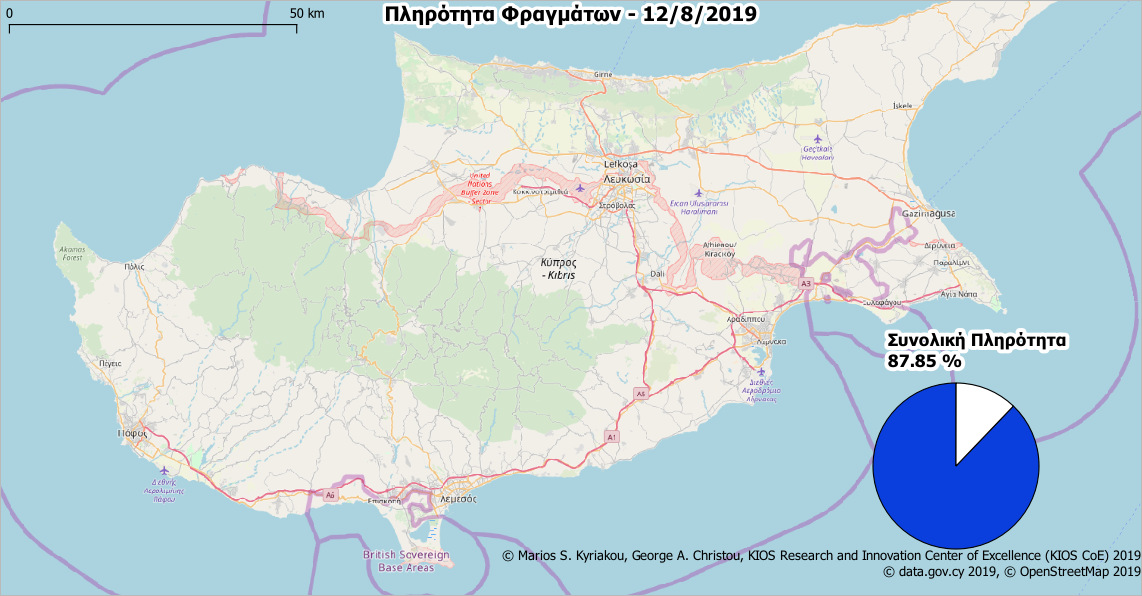 0 50 km
Πληρότητα Φραγμάτων - 12/8/2019
Girne
İskele
Geçitkale
Havaalanı
Lefkoşa
Λευκωσία
United
Nations
Buffer Zone
Sector
Κοκκινοτριμιθιά
Στρόβολος
Ercan Uluslararası
Havalimanı
Gazimağusa
Akamas
Forest
Πόλις
Κύπρος
- Kıbrıs
Dali
Δερύνεια
Παραλίμνι
A3
Αγία Νάπα
Ξυλοφάγου
Αραδίππου
Λάρνακα
Συνολική Πληρότητα
87.85 %
Πέγεια
Διεθνής
Αεροδρόμιο
Λάρνακας
A5
Πάφος
A1
Διεθνής
Αερολιμένας
Πάφου
A6
Επισκοπή
Λεμεσός
British Sovereign
Base Areas
© Marios S. Kyriakou, George A. Christou, KIOS Research and Innovation Center of Excellence (KIOS CoE) 2019
© data.gov.cy 2019, © OpenStreetMap 2019